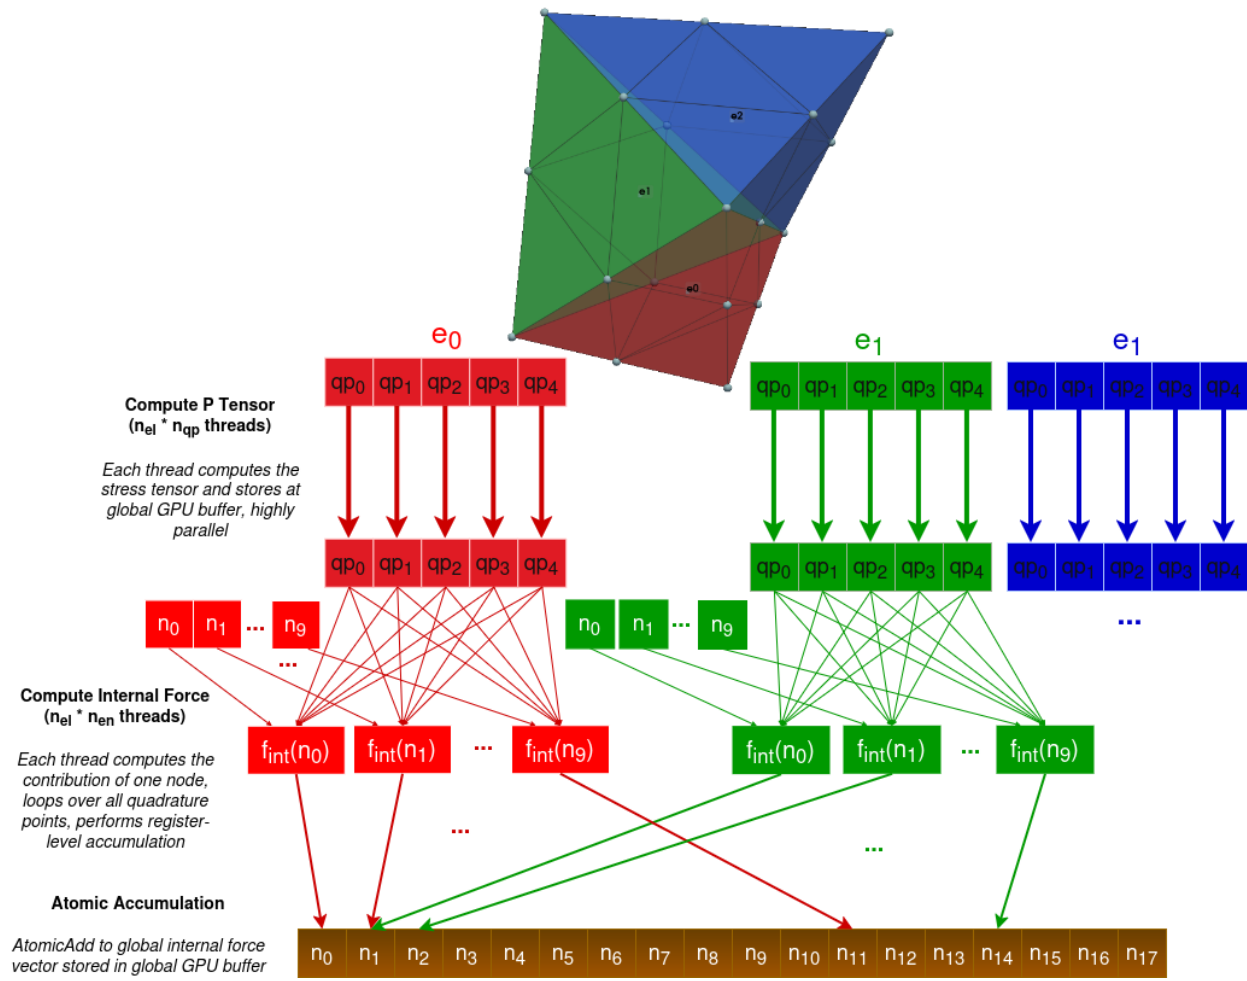 e2
e1
e0
e0
e1
e1
qp0 qp1 qp2 qp3 qp4
qp0 qp1 qp2 qp3 qp4
qp0 qp1 qp2 qp3 qp4
Compute P Tensor
(nel * nqp threads)
Each thread computes the
stress tensor and stores at
global GPU buffer, highly
parallel
qp0 qp1 qp2 qp3 qp4
qp0 qp1 qp2 qp3 qp4
qp0 qp1 qp2 qp3 qp4
n0 n1 ... n9
...
n0 n1 ... n9
...
Compute Internal Force
(nel * nen threads)
Each thread computes the
contribution of one node,
loops over all quadrature
points, performs register-
level accumulation
fint(n0) fint(n1) ... fint(n9)
fint(n0) fint(n1) ... fint(n9)
...
...
Atomic Accumulation
AtomicAdd to global internal force
vector stored in global GPU buffer
n0 n1 n2 n3 n4 n5 n6 n7 n8 n9 n10 n11 n12 n13 n14 n15 n16 n17